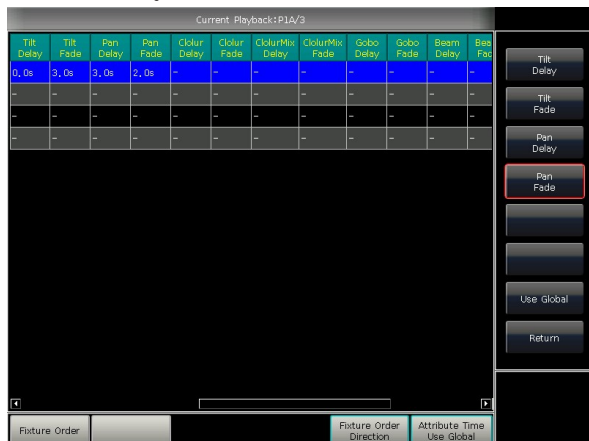 Current Playback:P1A/3
Tilt Delay Tilt Fade Pan Delay Pan Fade Clolur Delay Clolur Fade ClolurMix Delay ClolurMix Fade Gobo Delay Gobo Fade Beam Delay Bea Fad
0.0s 3.0s 3.0s 2.0s - - - - - - - -
- - - - - - - - - - - -
- - - - - - - - - - - -
- - - - - - - - - - - -
Tilt
Delay
Tilt
Fade
Pan
Delay
Pan
Fade
Use Global
Return
Fixture Order
Fixture Order
Direction
Attribute Time
Use Global